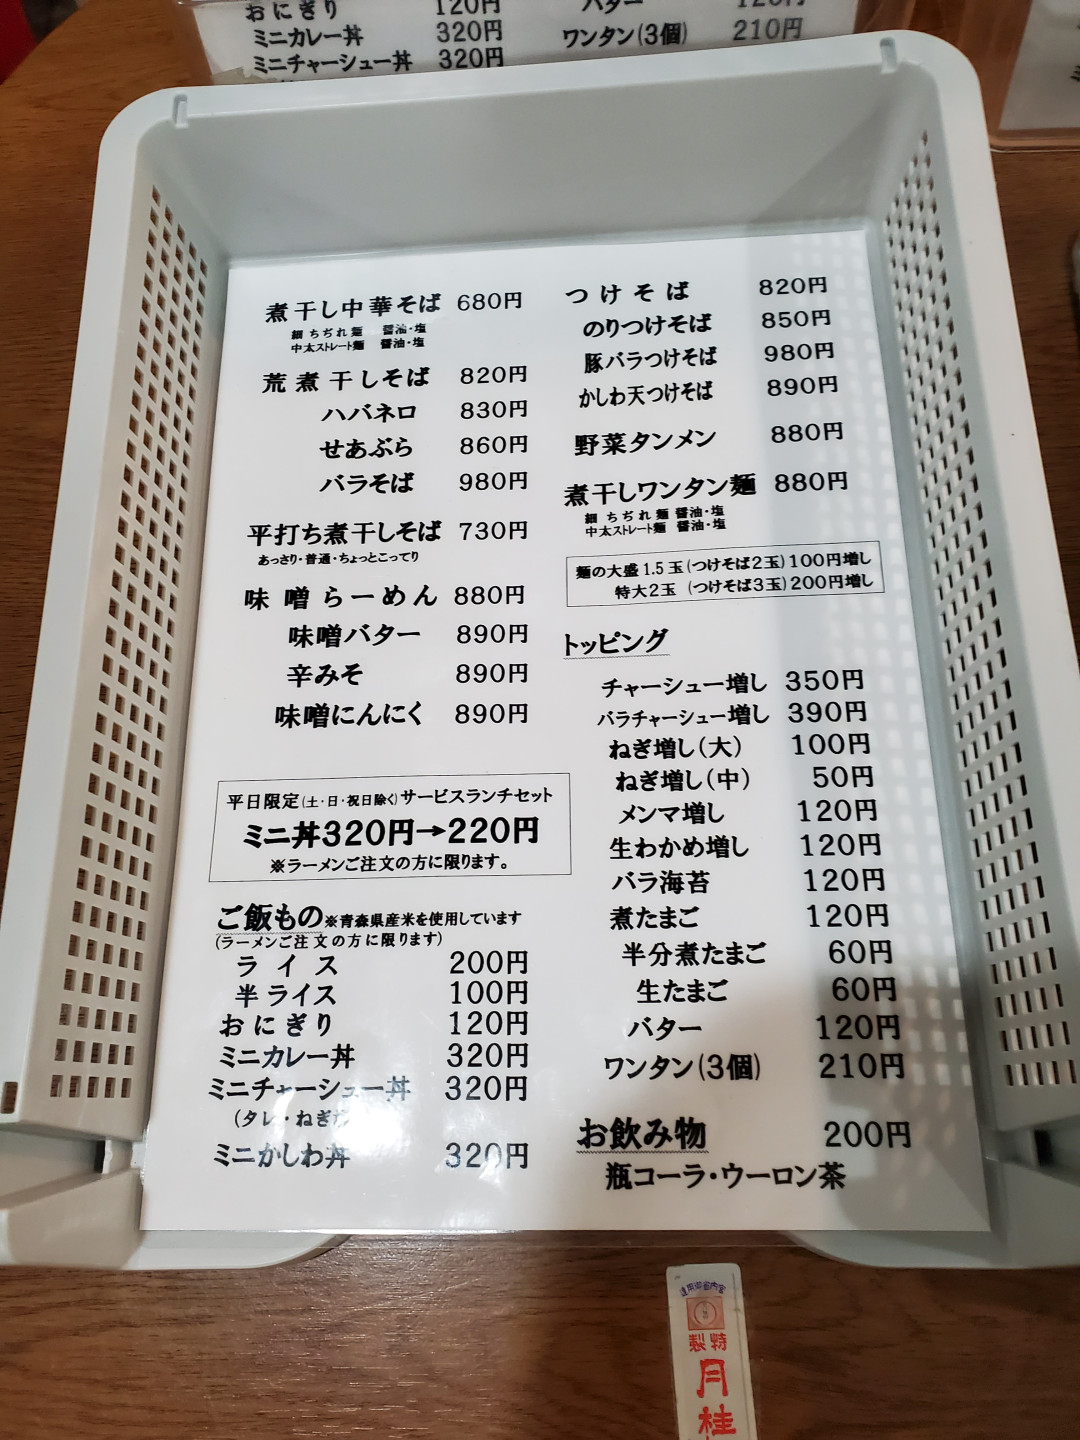 おにぎり 120円
ミニカレー丼 320円
ミニチャーシュー丼 320円
バター 120円
ワンタン(3個) 210円
煮干し中華そば 680円
細ちぢれ麺 醤油・塩
中太ストレート麺 醤油・塩
荒煮干しそば 820円
ハバネロ 830円
せあぶら 860円
バラそば 980円
平打ち煮干しそば 730円
あっさり・普通・ちょっとこってり
味噌らーめん 880円
味噌バター 890円
辛みそ 890円
味噌にんにく 890円
平日限定(土・日・祝日除く)サービスランチセット
ミニ丼320円→220円
※ラーメンご注文の方に限ります。
ご飯もの※青森県産米を使用しています
(ラーメンご注文の方に限ります)
ライス 200円
半ライス 100円
おにぎり 120円
ミニカレー丼 320円
ミニチャーシュー丼 320円
(タレ・ねぎ
ミニかしわ丼 320円
つけそば 820円
のりつけそば 850円
豚バラつけそば 980円
かしわ天つけそば 890円
野菜タンメン 880円
煮干しワンタン麺 880円
細ちぢれ麺 醤油・塩
中太ストレート麺 醤油・塩
麺の大盛1.5玉(つけそば2玉)100円増し
特大2玉 (つけそば3玉)200円増し
トッピング
チャーシュー増し 350円
バラチャーシュー増し 390円
ねぎ増し(大) 100円
ねぎ増し(中) 50円
メンマ増し 120円
生わかめ増し 120円
バラ海苔 120円
煮たまご 120円
半分煮たまご 60円
生たまご 60円
バター 120円
ワンタン(3個) 210円
お飲み物 200円
瓶コーラ・ウーロン茶
特製
月桂